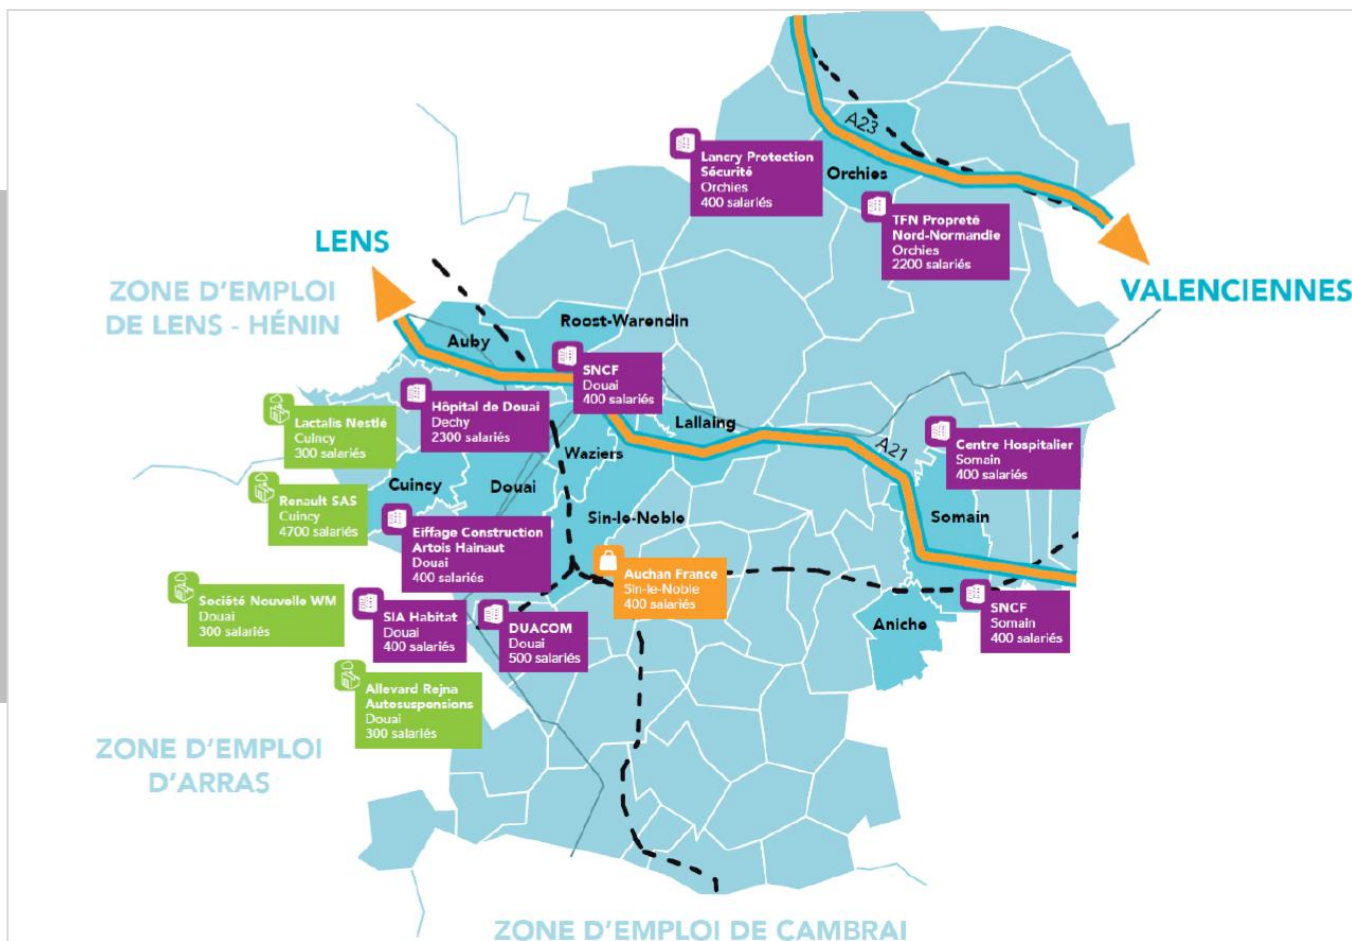 A23
Lancry Protection
Sécurité
Orchies
400 salariés
Orchies
TFN Propreté
Nord-Normandie
Orchies
2200 salariés
LENS
VALENCIENNES
ZONE D'EMPLOI
DE LENS - HÉNIN
Roost-Warendin
Auby
SNCF
Douai
400 salariés
Hôpital de Douai
Dechy
2300 salariés
Lallaing
Lactalis Nestlé
Cuincy
300 salariés
A21
Centre Hospitalier
Somain
400 salariés
Waziers
Cuincy
Douai
Renault SAS
Cuincy
4700 salariés
Sin-le-Noble
Somain
Eiffage Construction
Artois Hainaut
Douai
400 salariés
Auchan France
Sin-le-Noble
400 salariés
Société Nouvelle WM
Douai
300 salariés
SIA Habitat
Douai
400 salariés
DUACOM
Douai
500 salariés
Aniche
SNCF
Somain
400 salariés
Allevard Rejna
Autosuspensions
Douai
300 salariés
ZONE D'EMPLOI
D'ARRAS
ZONE D'EMPLOI DE CAMBRAI